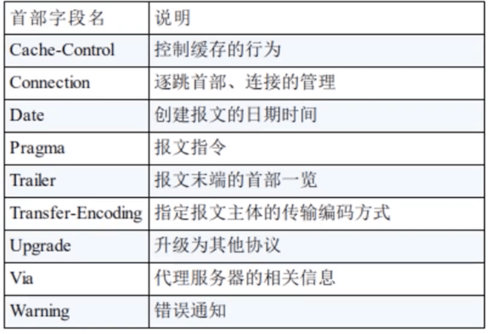 首部字段名 说明
Cache-Control 控制缓存的行为
Connection 逐跳首部、连接的管理
Date 创建报文的日期时间
Pragma 报文指令
Trailer 报文末端的首部一览
Transfer-Encoding 指定报文主体的传输编码方式
Upgrade 升级为其他协议
Via 代理服务器的相关信息
Warning 错误通知